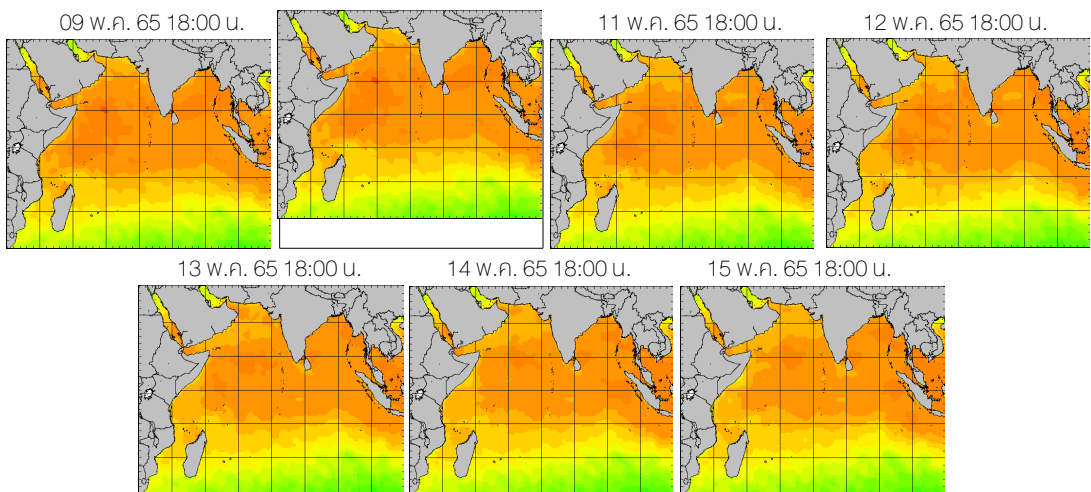 09 พ.ค. 65 18:00 น.
11 พ.ค. 65 18:00 น.
12 พ.ค. 65 18:00 น.
13 พ.ค. 65 18:00 น.
14 พ.ค. 65 18:00 น.
15 พ.ค. 65 18:00 น.